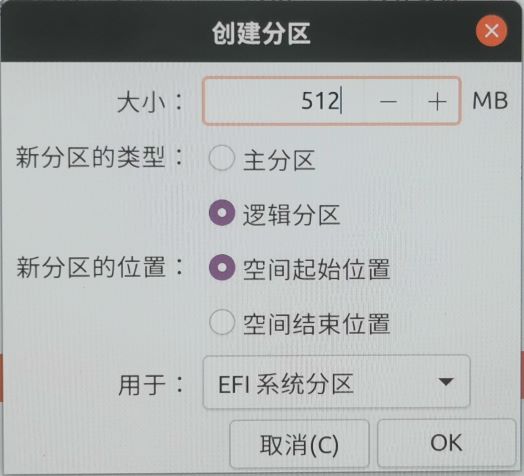 创建分区
大小： 512 － ＋ MB
新分区的类型： 主分区
逻辑分区
新分区的位置： 空间起始位置
空间结束位置
用于： EFI 系统分区
取消(C) OK